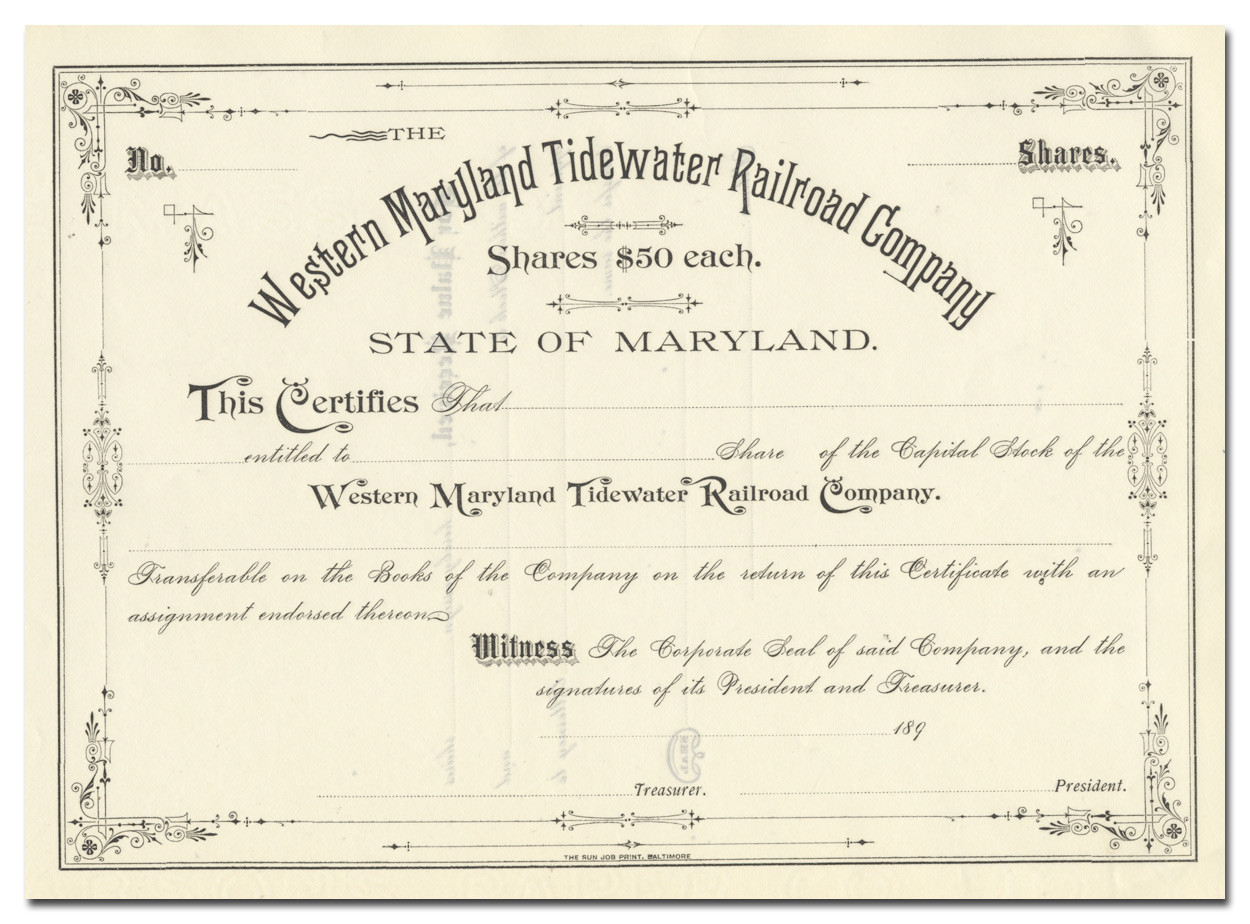 THE
No.
Shares.
Western Maryland Tidewater Railroad Company
Shares $50 each.
STATE OF MARYLAND.
This Certifies That
entitled to Share of the Capital Stock of the
Western Maryland Tidewater Railroad Company.
Transferable on the Books of the Company on the return of this Certificate with an
assignment endorsed thereon
Witness The Corporate Seal of said Company, and the
signatures of its President and Treasurer.
189
Treasurer. President.
THE SUN JOB PRINT, BALTIMORE